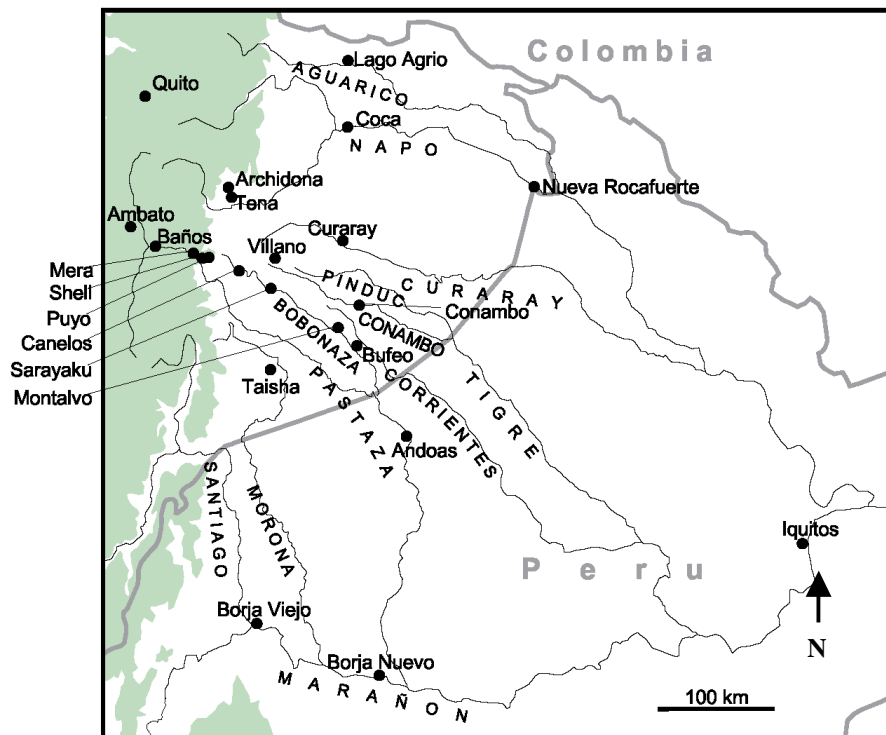 Colombia
Lago Agrio
AGUARICO
Quito
Coca
NAPO
Archidona
Tena
Nueva Rocafuerte
Ambato
Baños
Curaray
Villano
Mera
Shell
Puyo
Canelos
Sarayaku
Montalvo
PINDUC
CURARAY
Conambo
CONAMBO
BOBONAZA
Bufeo
Taisha
PASTAZA
CORRIENTES
TIGRE
Andoas
SANTIAGO
MORONA
Iquitos
Peru
Borja Viejo
N
Borja Nuevo
MARAÑON
100 km